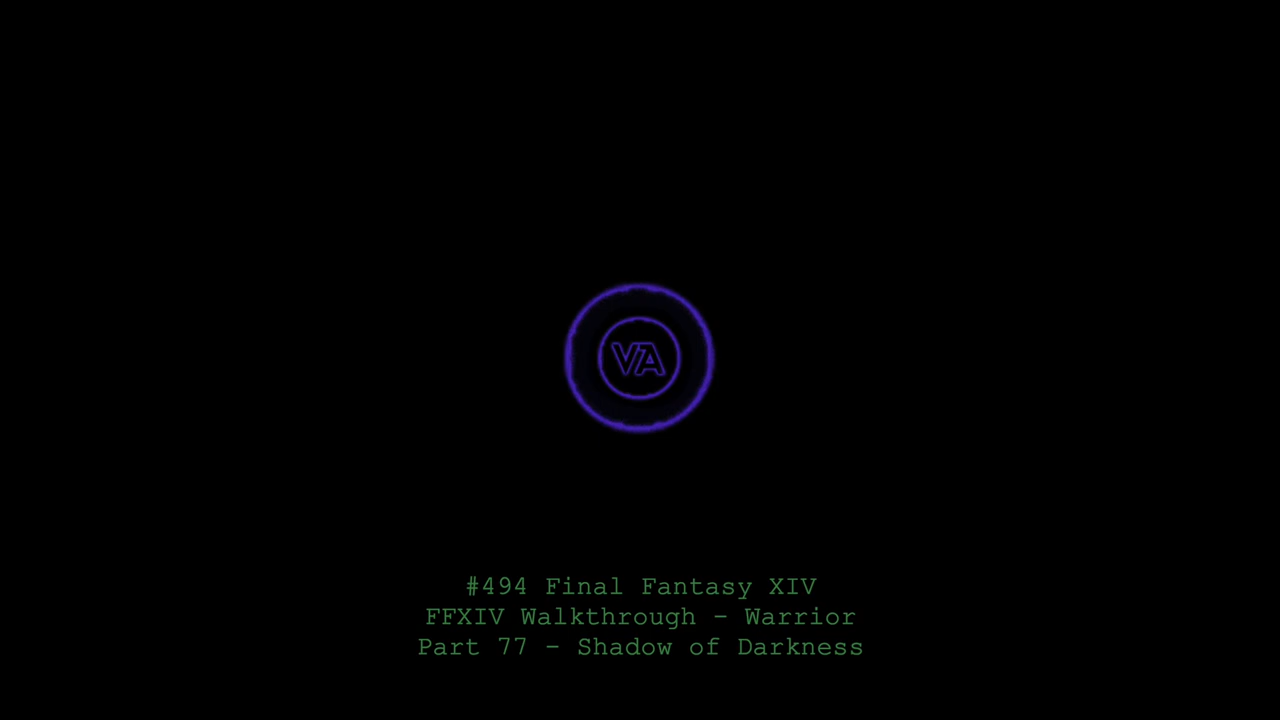 VA
#494 Final Fantasy XIV
FFXIV Walkthrough - Warrior
Part 77 - Shadow of Darkness